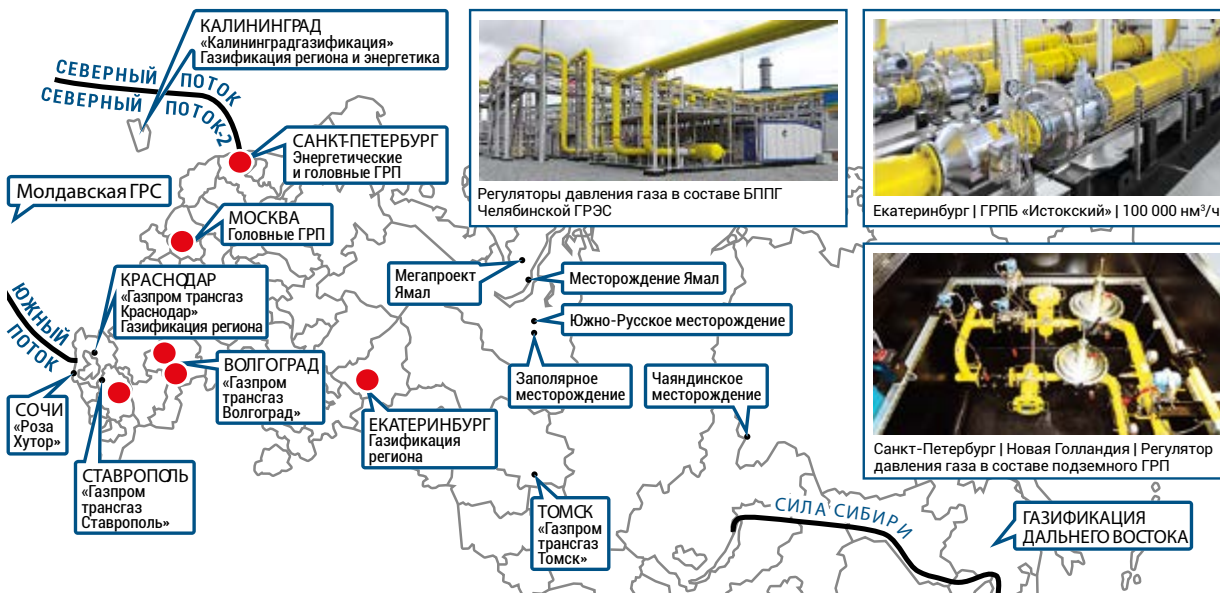 КАЛИНИНГРАД
«Калининградгазификация»
Газификация региона и энергетика
СЕВЕРНЫЙ ПОТОК
СЕВЕРНЫЙ ПОТОК-2
САНКТ-ПЕТЕРБУРГ
Энергетические
и головные ГРП
Молдавская ГРС
МОСКВА
Головные ГРП
КРАСНОДАР
«Газпром трансгаз
Краснодар»
Газификация региона
ЮЖНЫЙ
ПОТОК
ВОЛГОГРАД
«Газпром
трансгаз
Волгоград»
СОЧИ
«Роза
Хутор»
СТАВРОПОЛЬ
«Газпром
трансгаз
Ставрополь»
ЕКАТЕРИНБУРГ
Газификация
региона
Регуляторы давления газа в составе БППГ
Челябинской ГРЭС
Екатеринбург | ГРПБ «Истокский» | 100 000 нм³/ч
Мегапроект
Ямал
Месторождение Ямал
Южно-Русское месторождение
Заполярное
месторождение
Чаяндинское
месторождение
Санкт-Петербург | Новая Голландия | Регулятор
давления газа в составе подземного ГРП
ТОМСК
«Газпром
трансгаз
Томск»
СИЛА СИБИРИ
ГАЗИФИКАЦИЯ
ДАЛЬНЕГО ВОСТОКА